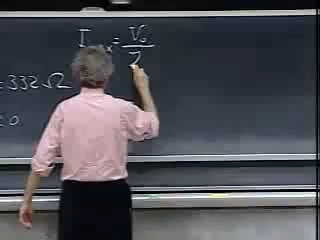 I x = V₀
Z
= 332 Ω
= 0